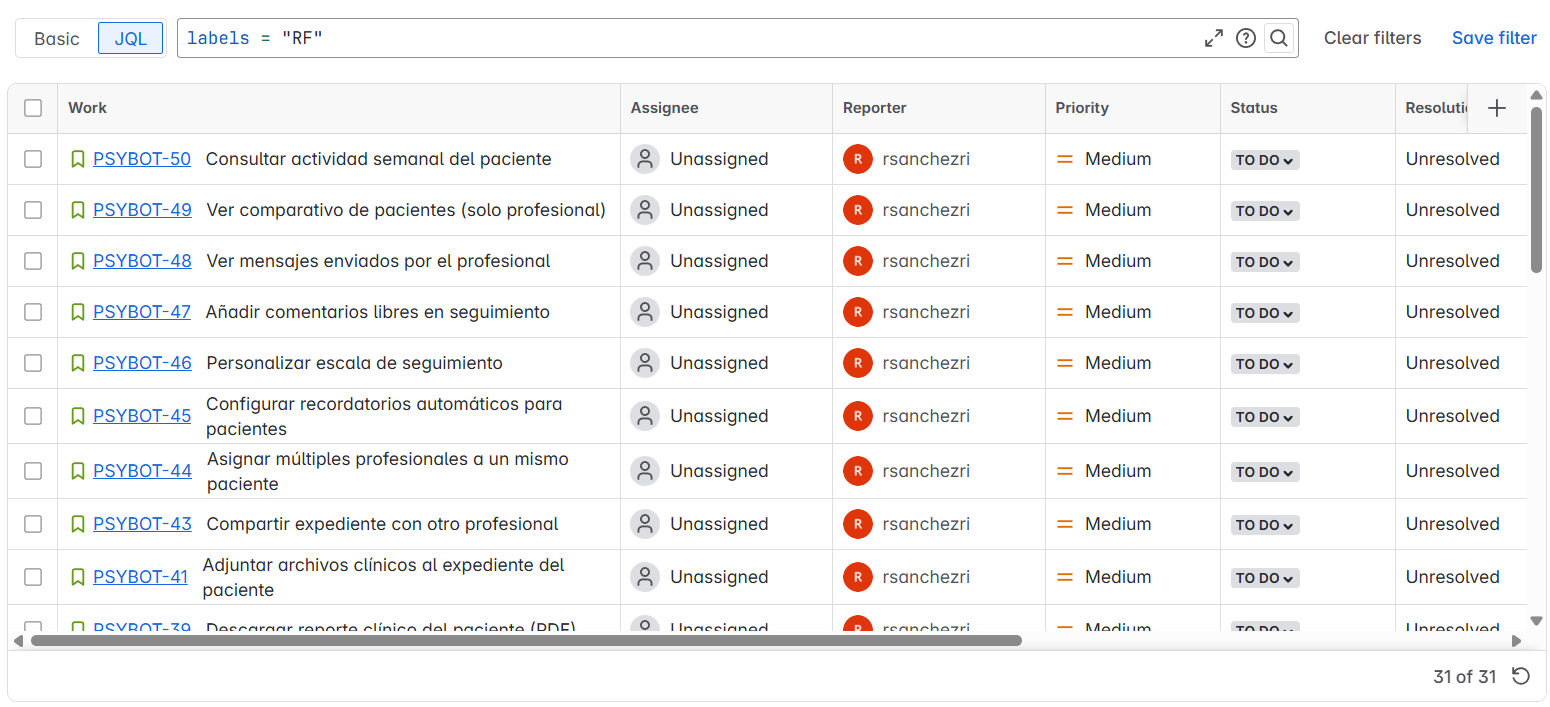 Basic JQL labels = "RF" Clear filters Save filter
Work Assignee Reporter Priority Status Resoluti
PSYBOT-50 Consultar actividad semanal del paciente Unassigned R rsanchezri Medium TO DO Unresolved
PSYBOT-49 Ver comparativo de pacientes (solo profesional) Unassigned R rsanchezri Medium TO DO Unresolved
PSYBOT-48 Ver mensajes enviados por el profesional Unassigned R rsanchezri Medium TO DO Unresolved
PSYBOT-47 Añadir comentarios libres en seguimiento Unassigned R rsanchezri Medium TO DO Unresolved
PSYBOT-46 Personalizar escala de seguimiento Unassigned R rsanchezri Medium TO DO Unresolved
PSYBOT-45 Configurar recordatorios automáticos para
pacientes Unassigned R rsanchezri Medium TO DO Unresolved
PSYBOT-44 Asignar múltiples profesionales a un mismo
paciente Unassigned R rsanchezri Medium TO DO Unresolved
PSYBOT-43 Compartir expediente con otro profesional Unassigned R rsanchezri Medium TO DO Unresolved
PSYBOT-41 Adjuntar archivos clínicos al expediente del
paciente Unassigned R rsanchezri Medium TO DO Unresolved
PSYBOT-39 Descargar reporte clínico del paciente (PDF) Unassigned R rsanchezri Medium TO DO Unresolved
31 of 31